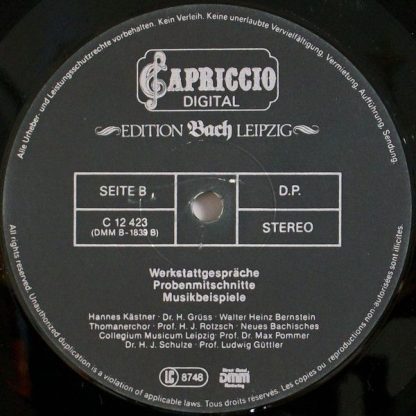 Alle Urheber- und Leistungsschutzrechte vorbehalten. Kein Verleih. Keine unerlaubte Vervielfältigung, Vermietung, Aufführung, Sendung.
CAPRICCIO
DIGITAL
EDITION Bach LEIPZIG
SEITE B
D.P.
C 12 423
(DMM B-1839 B)
STEREO
Werkstattgespräche
Probenmitschnitte
Musikbeispiele
Hannes Kästner · Dr. H. Grüss · Walter Heinz Bernstein
Thomanerchor · Prof. H. J. Rotzsch · Neues Bachisches
Collegium Musicum Leipzig · Prof. Dr. Max Pommer
Dr. H. J. Schulze · Prof. Ludwig Güttler
LC 8748
Direct Metal
DMM
Mastering
All rights reserved. Unauthorized duplication is a violation of applicable laws. Tous droits réservés. Les copies ou reproductions non autorisées sont illicites.